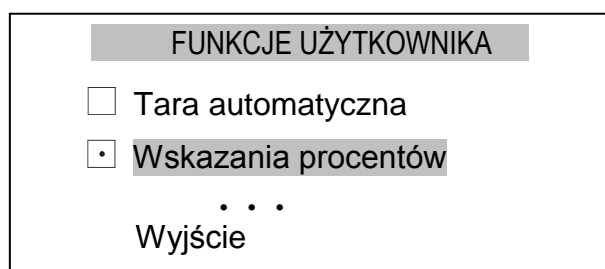 FUNKCJE UŻYTKOWNIKA
Tara automatyczna
Wskazania procentów
. . .
Wyjście